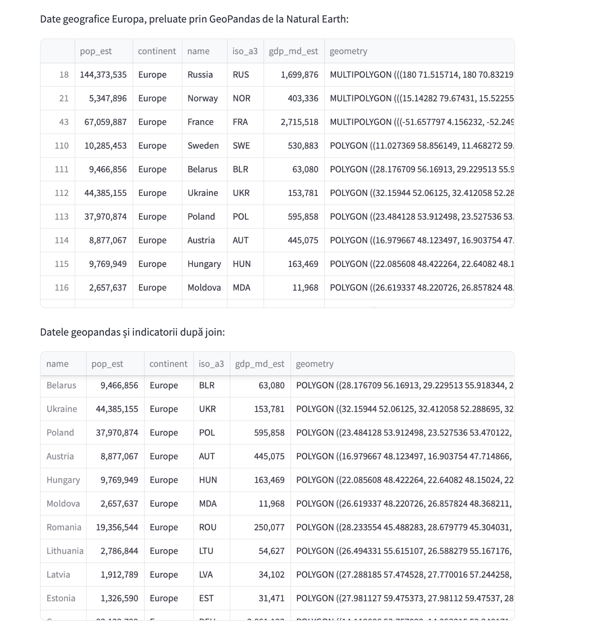 Date geografice Europa, preluate prin GeoPandas de la Natural Earth:
pop_est continent name iso_a3 gdp_md_est geometry
18 144,373,535 Europe Russia RUS 1,699,876 MULTIPOLYGON (((180 71.515714, 180 70.83219
21 5,347,896 Europe Norway NOR 403,336 MULTIPOLYGON (((15.14282 79.67431, 15.52255
43 67,059,887 Europe France FRA 2,715,518 MULTIPOLYGON (((-51.657797 4.156232, -52.249
110 10,285,453 Europe Sweden SWE 530,883 POLYGON ((11.027369 58.856149, 11.468272 59.
111 9,466,856 Europe Belarus BLR 63,080 POLYGON ((28.176709 56.16913, 29.229513 55.9
112 44,385,155 Europe Ukraine UKR 153,781 POLYGON ((32.15944 52.06125, 32.412058 52.28
113 37,970,874 Europe Poland POL 595,858 POLYGON ((23.484128 53.912498, 23.527536 53.
114 8,877,067 Europe Austria AUT 445,075 POLYGON ((16.979667 48.123497, 16.903754 47.
115 9,769,949 Europe Hungary HUN 163,469 POLYGON ((22.085608 48.422264, 22.64082 48.1
116 2,657,637 Europe Moldova MDA 11,968 POLYGON ((26.619337 48.220726, 26.857824 48.
Datele geopandas și indicatorii după join:
name pop_est continent iso_a3 gdp_md_est geometry
Belarus 9,466,856 Europe BLR 63,080 POLYGON ((28.176709 56.16913, 29.229513 55.918344, 2
Ukraine 44,385,155 Europe UKR 153,781 POLYGON ((32.15944 52.06125, 32.412058 52.288695, 32
Poland 37,970,874 Europe POL 595,858 POLYGON ((23.484128 53.912498, 23.527536 53.470122,
Austria 8,877,067 Europe AUT 445,075 POLYGON ((16.979667 48.123497, 16.903754 47.714866,
Hungary 9,769,949 Europe HUN 163,469 POLYGON ((22.085608 48.422264, 22.64082 48.15024, 22
Moldova 2,657,637 Europe MDA 11,968 POLYGON ((26.619337 48.220726, 26.857824 48.368211,
Romania 19,356,544 Europe ROU 250,077 POLYGON ((28.233554 45.488283, 28.679779 45.304031,
Lithuania 2,786,844 Europe LTU 54,627 POLYGON ((26.494331 55.615107, 26.588279 55.167176,
Latvia 1,912,789 Europe LVA 34,102 POLYGON ((27.288185 57.474528, 27.770016 57.244258,
Estonia 1,326,590 Europe EST 31,471 POLYGON ((27.981127 59.475373, 27.98112 59.47537, 28